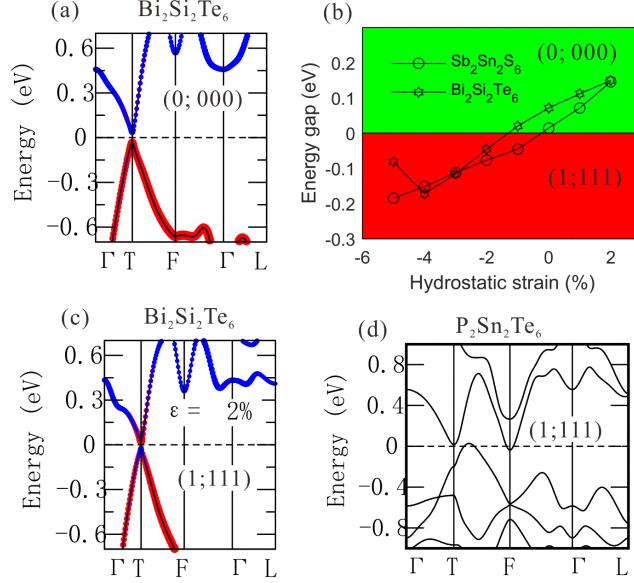 (a)
Bi2Si2Te6
Energy (eV)
0.6
0.3
0
−0.3
−0.6
(0;000)
Γ T F Γ L
(b)
Energy gap (eV)
0.3
0.2
0.1
0
-0.1
-0.2
-0.3
(0;000)
Sb2Sn2S6
Bi2Si2Te6
(1;111)
-6 -4 -2 0 2
Hydrostatic strain (%)
(c)
Bi2Si2Te6
Energy (eV)
0.6
0.3
0
−0.3
−0.6
ε = 2%
(1;111)
Γ T F Γ L
(d)
P2Sn2Te6
Energy (eV)
0.8
0.4
0
−0.4
−0.8
(1;111)
Γ T F Γ L